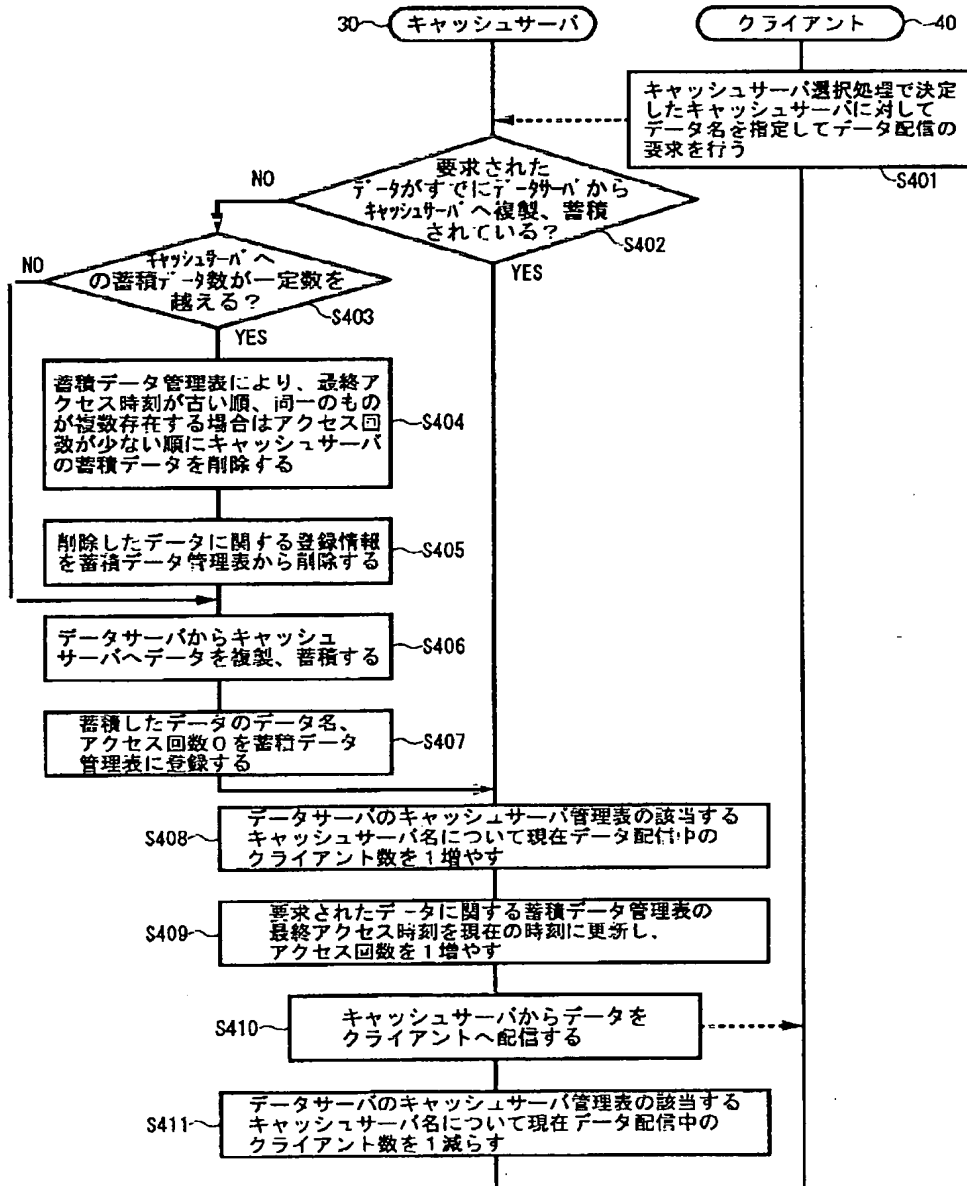 30 キャッシュサーバ
クライアント 40
キャッシュサーバ選択処理で決定
したキャッシュサーバに対して
データ名を指定してデータ配信の
要求を行う
S401
要求された
データがすでにデータサーバから
キャッシュサーバへ複製、蓄積
されている?
S402
NO
YES
キャッシュサーバへ
の蓄積データ数が一定数を
越える?
S403
NO
YES
蓄積データ管理表により、最終ア
クセス時刻が古い順、同一のもの
が複数存在する場合はアクセス回
数が少ない順にキャッシュサーバ
の蓄積データを削除する
S404
削除したデータに関する登録情報
を蓄積データ管理表から削除する
S405
データサーバからキャッシュ
サーバへデータを複製、蓄積する
S406
蓄積したデータのデータ名、
アクセス回数0を蓄積データ
管理表に登録する
S407
S408
データサーバのキャッシュサーバ管理表の該当する
キャッシュサーバ名について現在データ配信中の
クライアント数を1増やす
S409
要求されたデータに関する蓄積データ管理表の
最終アクセス時刻を現在の時刻に更新し、
アクセス回数を1増やす
S410
キャッシュサーバからデータを
クライアントへ配信する
S411
データサーバのキャッシュサーバ管理表の該当する
キャッシュサーバ名について現在データ配信中の
クライアント数を1減らす